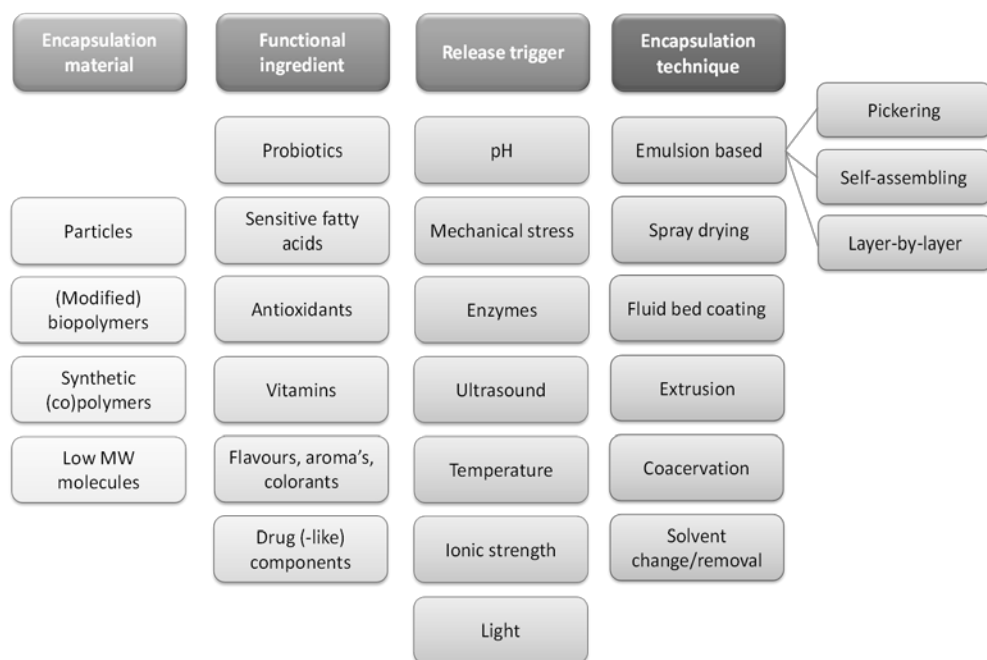 Encapsulation
material
Functional
ingredient
Release trigger
Encapsulation
technique
Particles
(Modified)
biopolymers
Synthetic
(co)polymers
Low MW
molecules
Probiotics
Sensitive fatty
acids
Antioxidants
Vitamins
Flavours, aroma's,
colorants
Drug (-like)
components
pH
Mechanical stress
Enzymes
Ultrasound
Temperature
Ionic strength
Light
Emulsion based
Spray drying
Fluid bed coating
Extrusion
Coacervation
Solvent
change/removal
Pickering
Self-assembling
Layer-by-layer